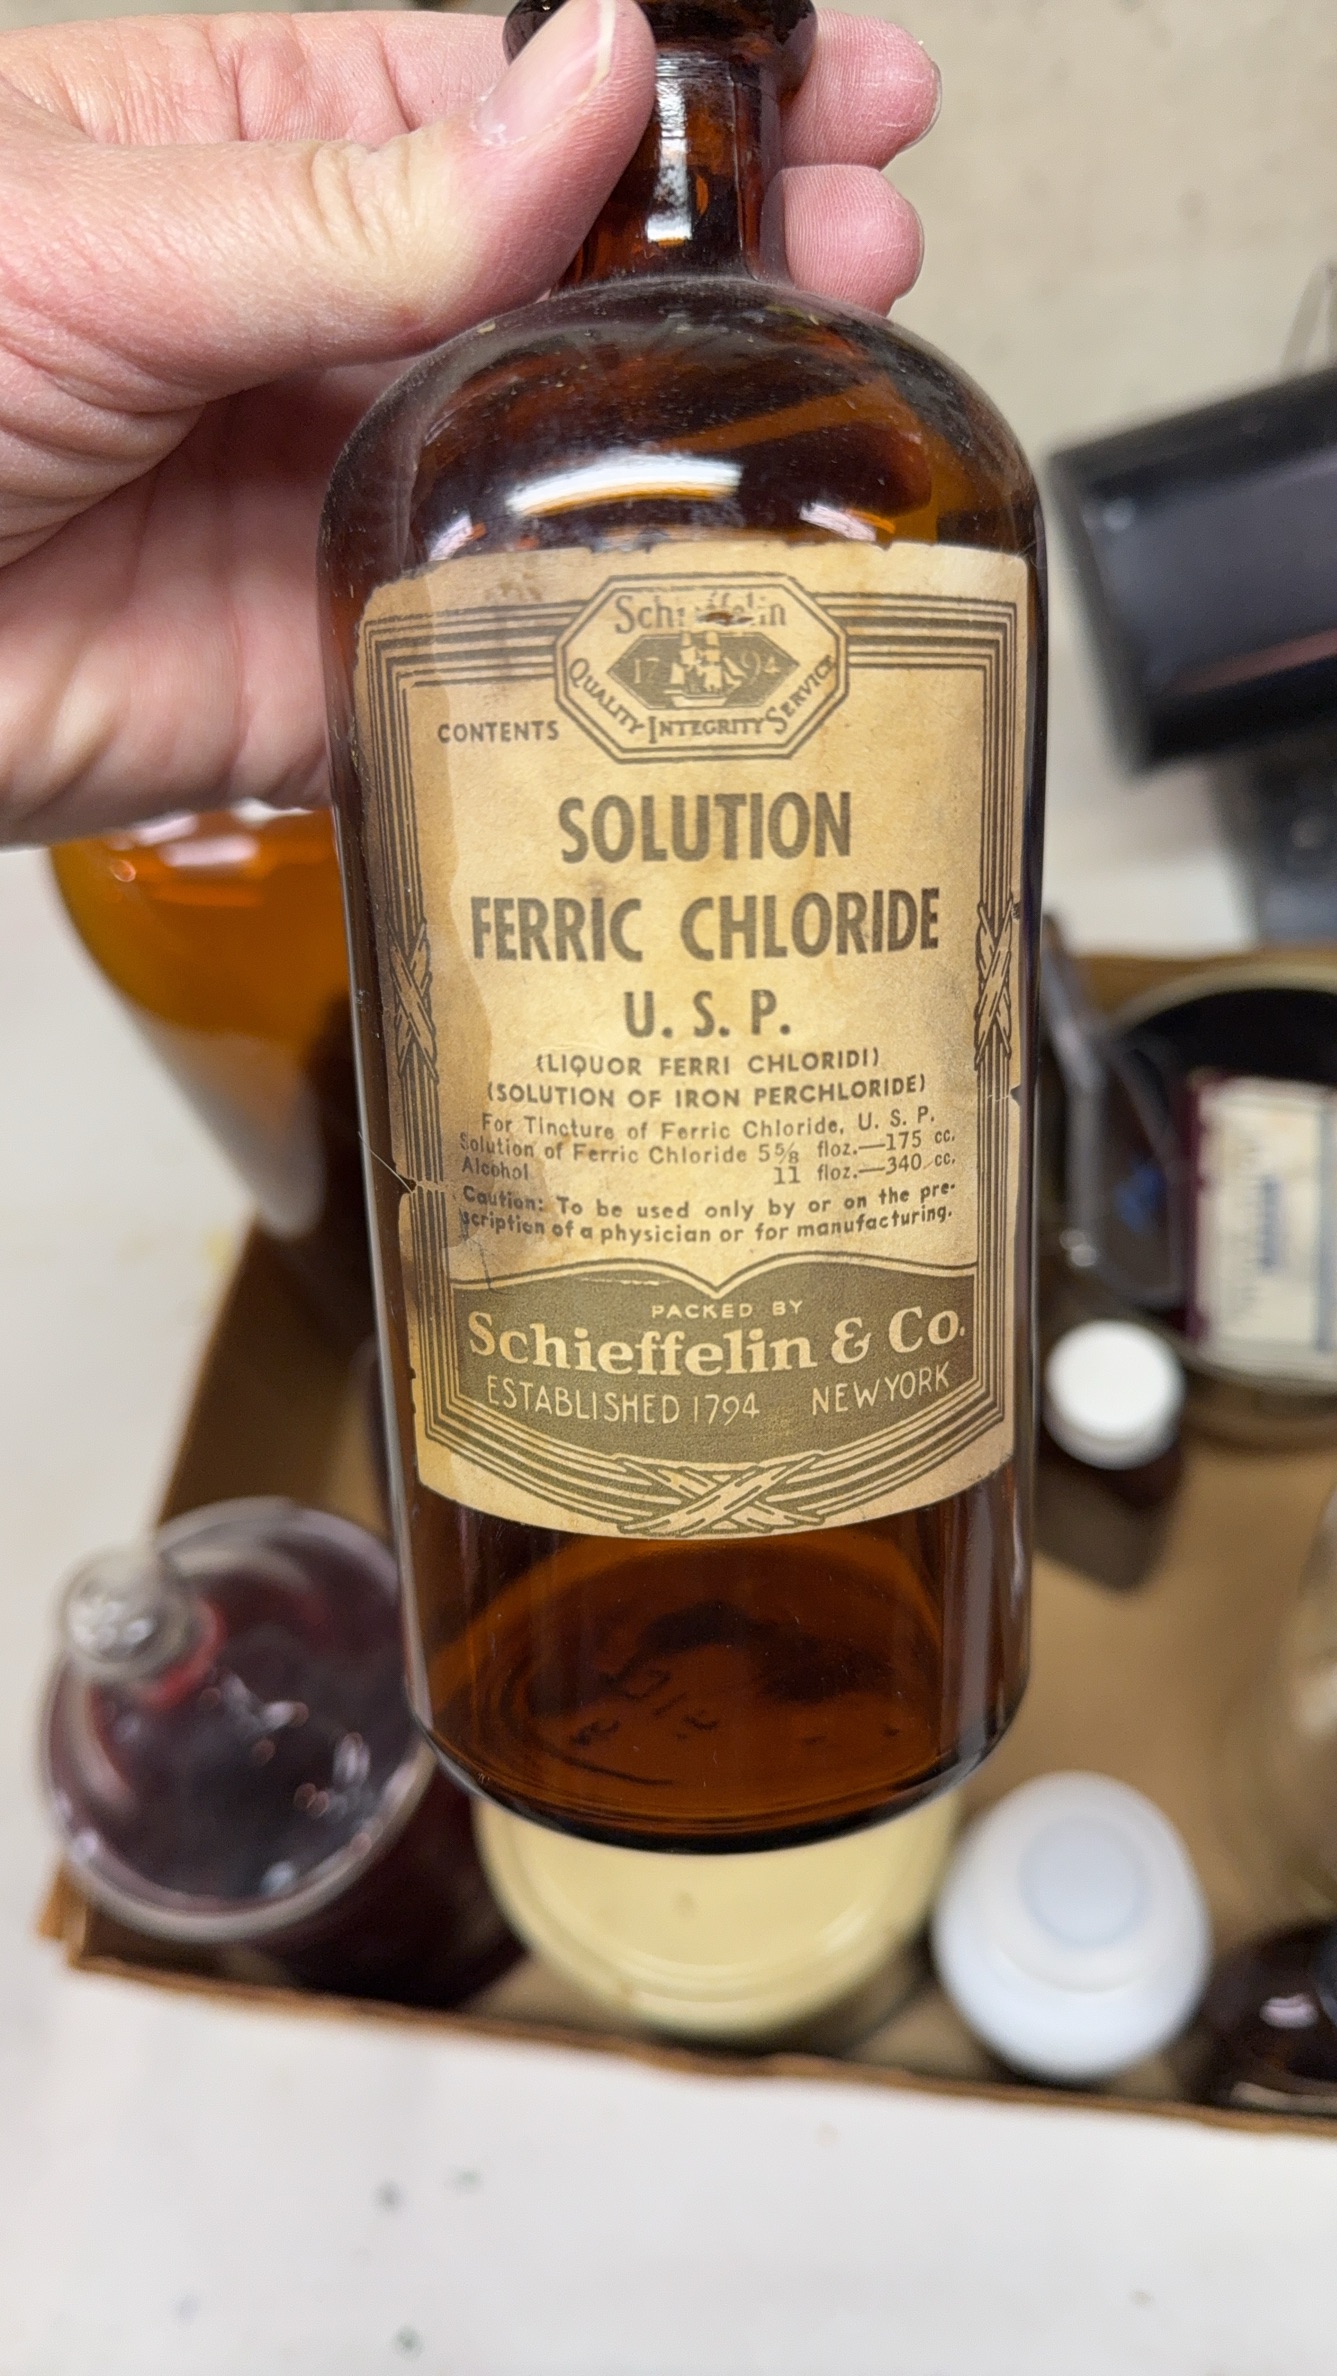 Schieffelin
17 94
QUALITY·INTEGRITY SERVICE
CONTENTS
SOLUTION
FERRIC CHLORIDE
U. S. P.
(LIQUOR FERRI CHLORIDI)
(SOLUTION OF IRON PERCHLORIDE)
For Tincture of Ferric Chloride, U. S. P.
Solution of Ferric Chloride 5⅝ floz.—175 cc.
Alcohol 11 floz.—340 cc.
Caution: To be used only by or on the pre-
scription of a physician or for manufacturing.
PACKED BY
Schieffelin & Co.
ESTABLISHED 1794 NEW YORK